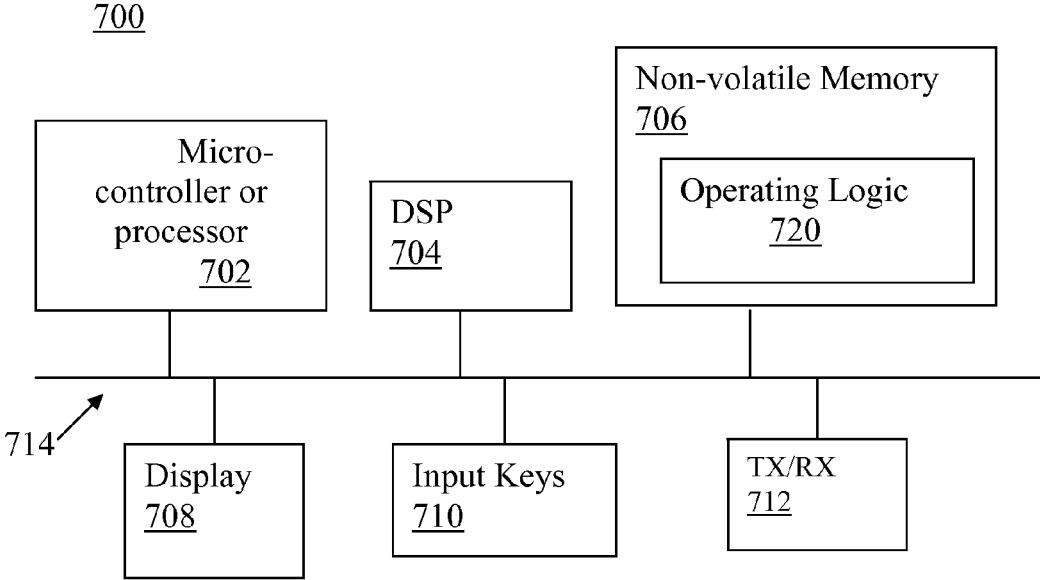 700
Micro-
controller or
processor
702
DSP
704
Non-volatile Memory
706
Operating Logic
720
714
Display
708
Input Keys
710
TX/RX
712